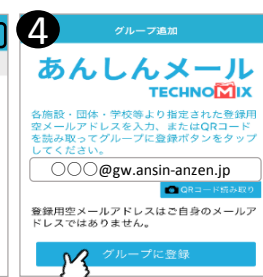 ❹
グループ追加
あんしんメール
TECHNOMIX
各施設・団体・学校等より指定された登録用
空メールアドレスを入力、またはQRコード
を読み取ってグループに登録ボタンをタップ
してください。
○○○@gw.ansin-anzen.jp
QRコード読み取り
登録用空メールアドレスはご自身のメールア
ドレスではありません。
グループに登録